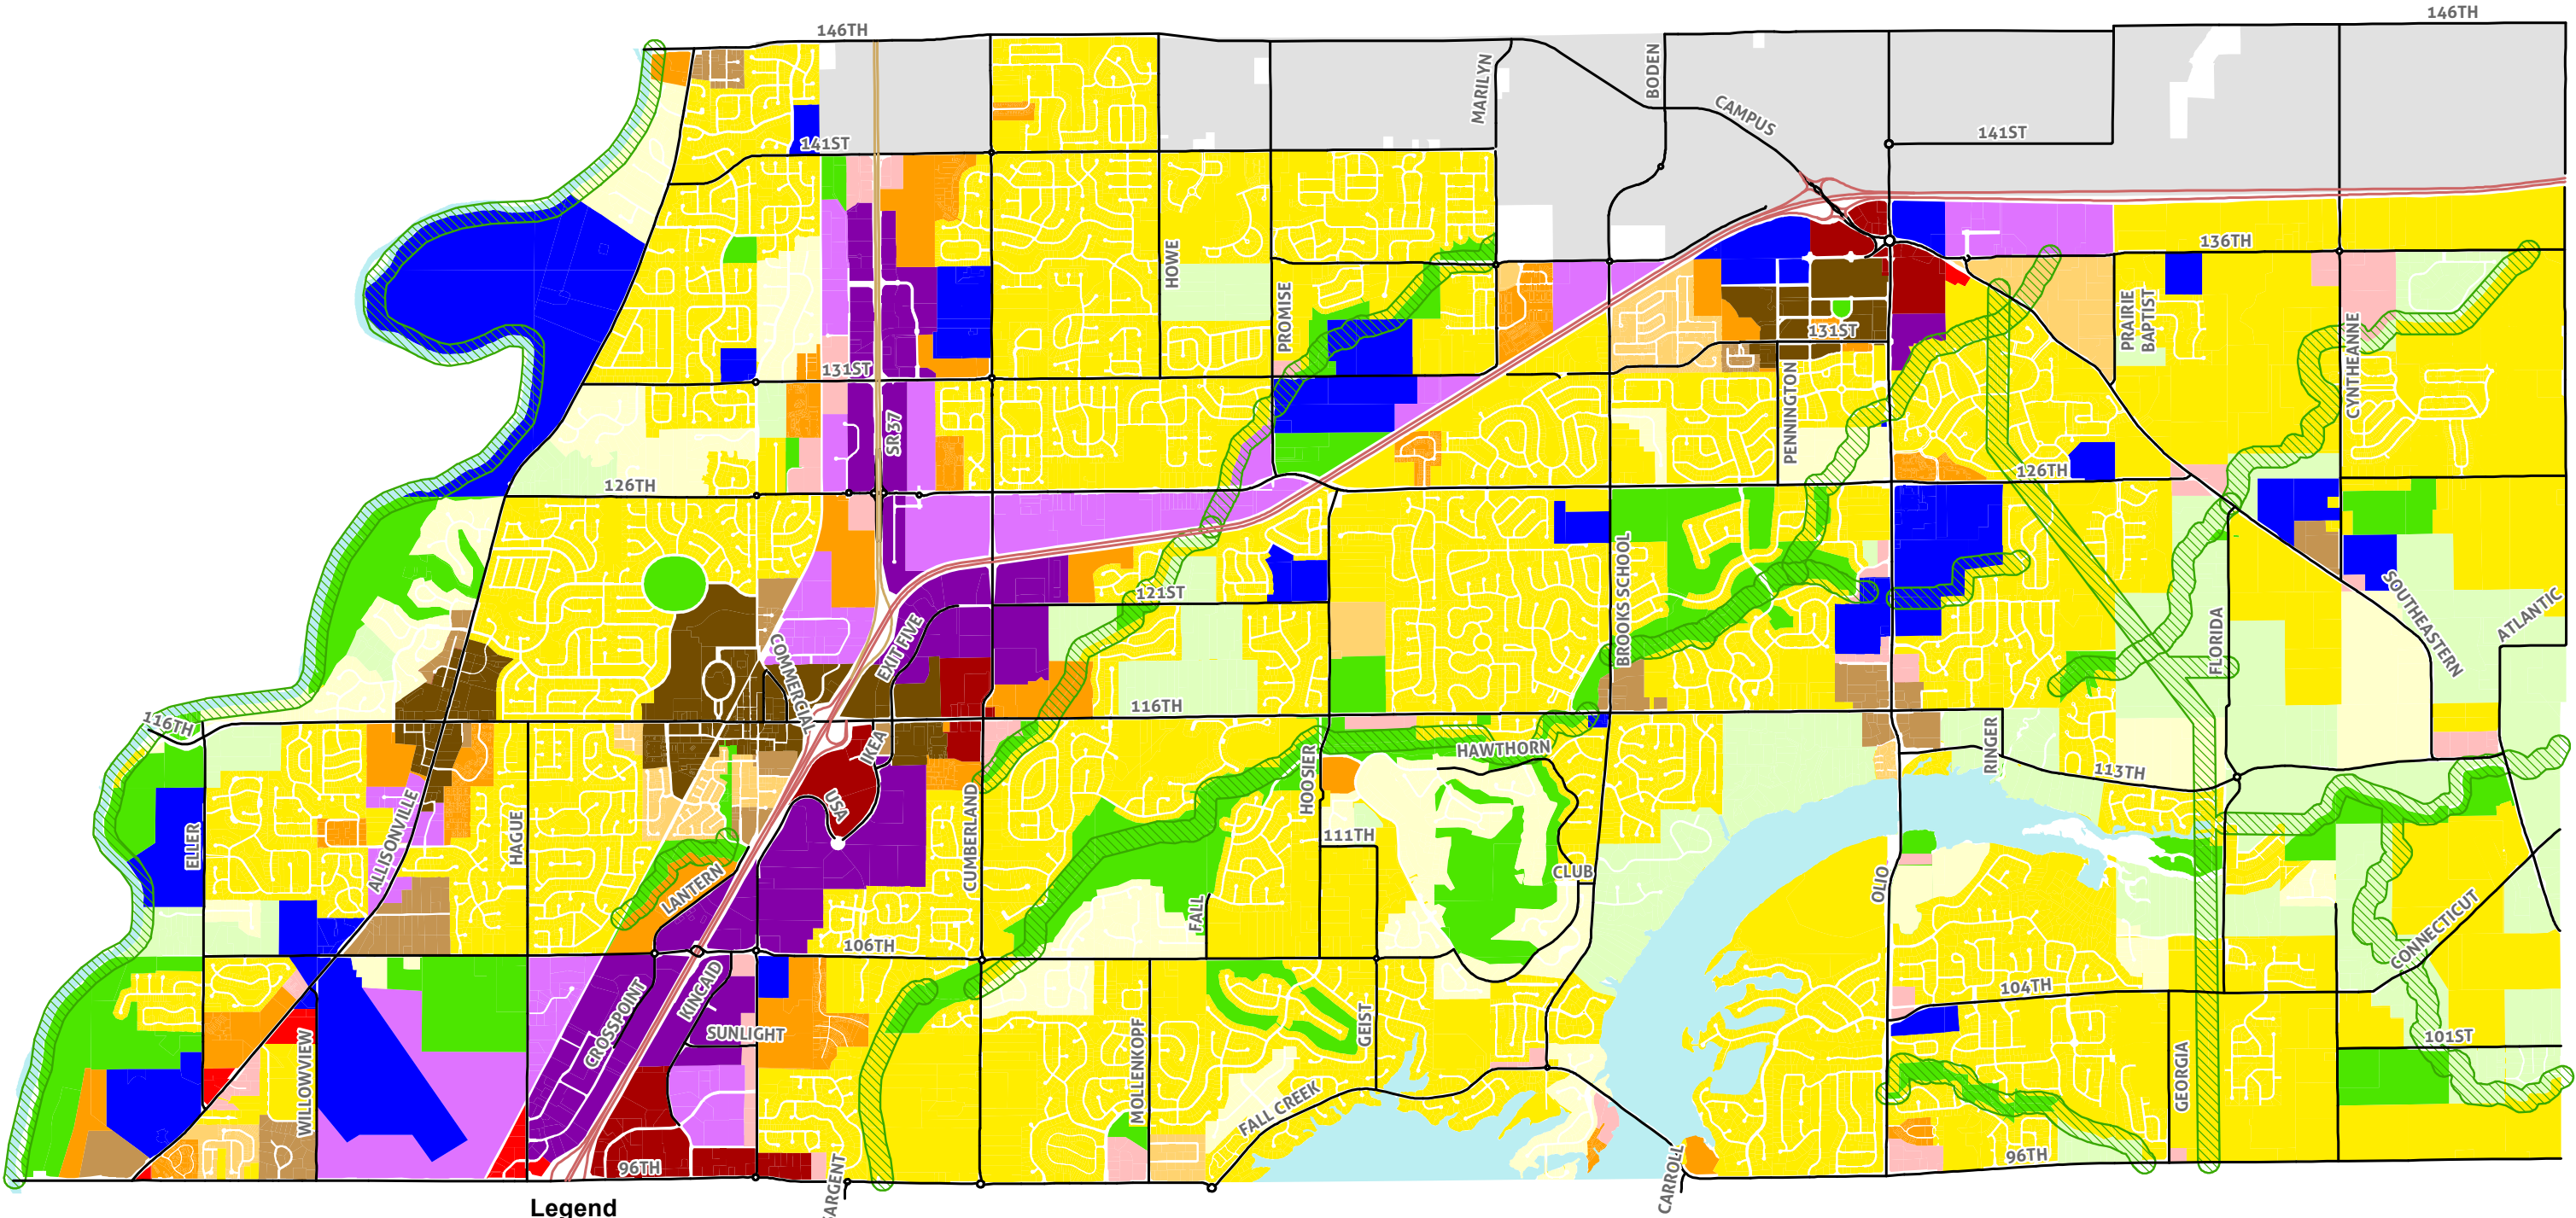 146TH
146TH
MARILYN
BODEN
CAMPUS
141ST
141ST
HOWE
136TH
PROMISE
PRAIRIE
BAPTIST
131ST
131ST
CYNTHEANNE
PENNINGTON
SR 37
126TH
126TH
BROOKS SCHOOL
121ST
SOUTHEASTERN
ATLANTIC
FLORIDA
COMMERCIAL
EXIT FIVE
116TH
116TH
IKEA
HOOSIER
HAWTHORN
RINGER
113TH
USA
ELLER
ALLISONVILLE
HAGUE
CUMBERLAND
111TH
CLUB
OLIO
LANTERN
FALL
106TH
CONNECTICUT
CROSSPOINT
KINCAID
SUNLIGHT
104TH
GEIST
101ST
WILLOWVIEW
MOLLENKOPF
GEORGIA
FALL CREEK
96TH
96TH
CARROLL
Legend